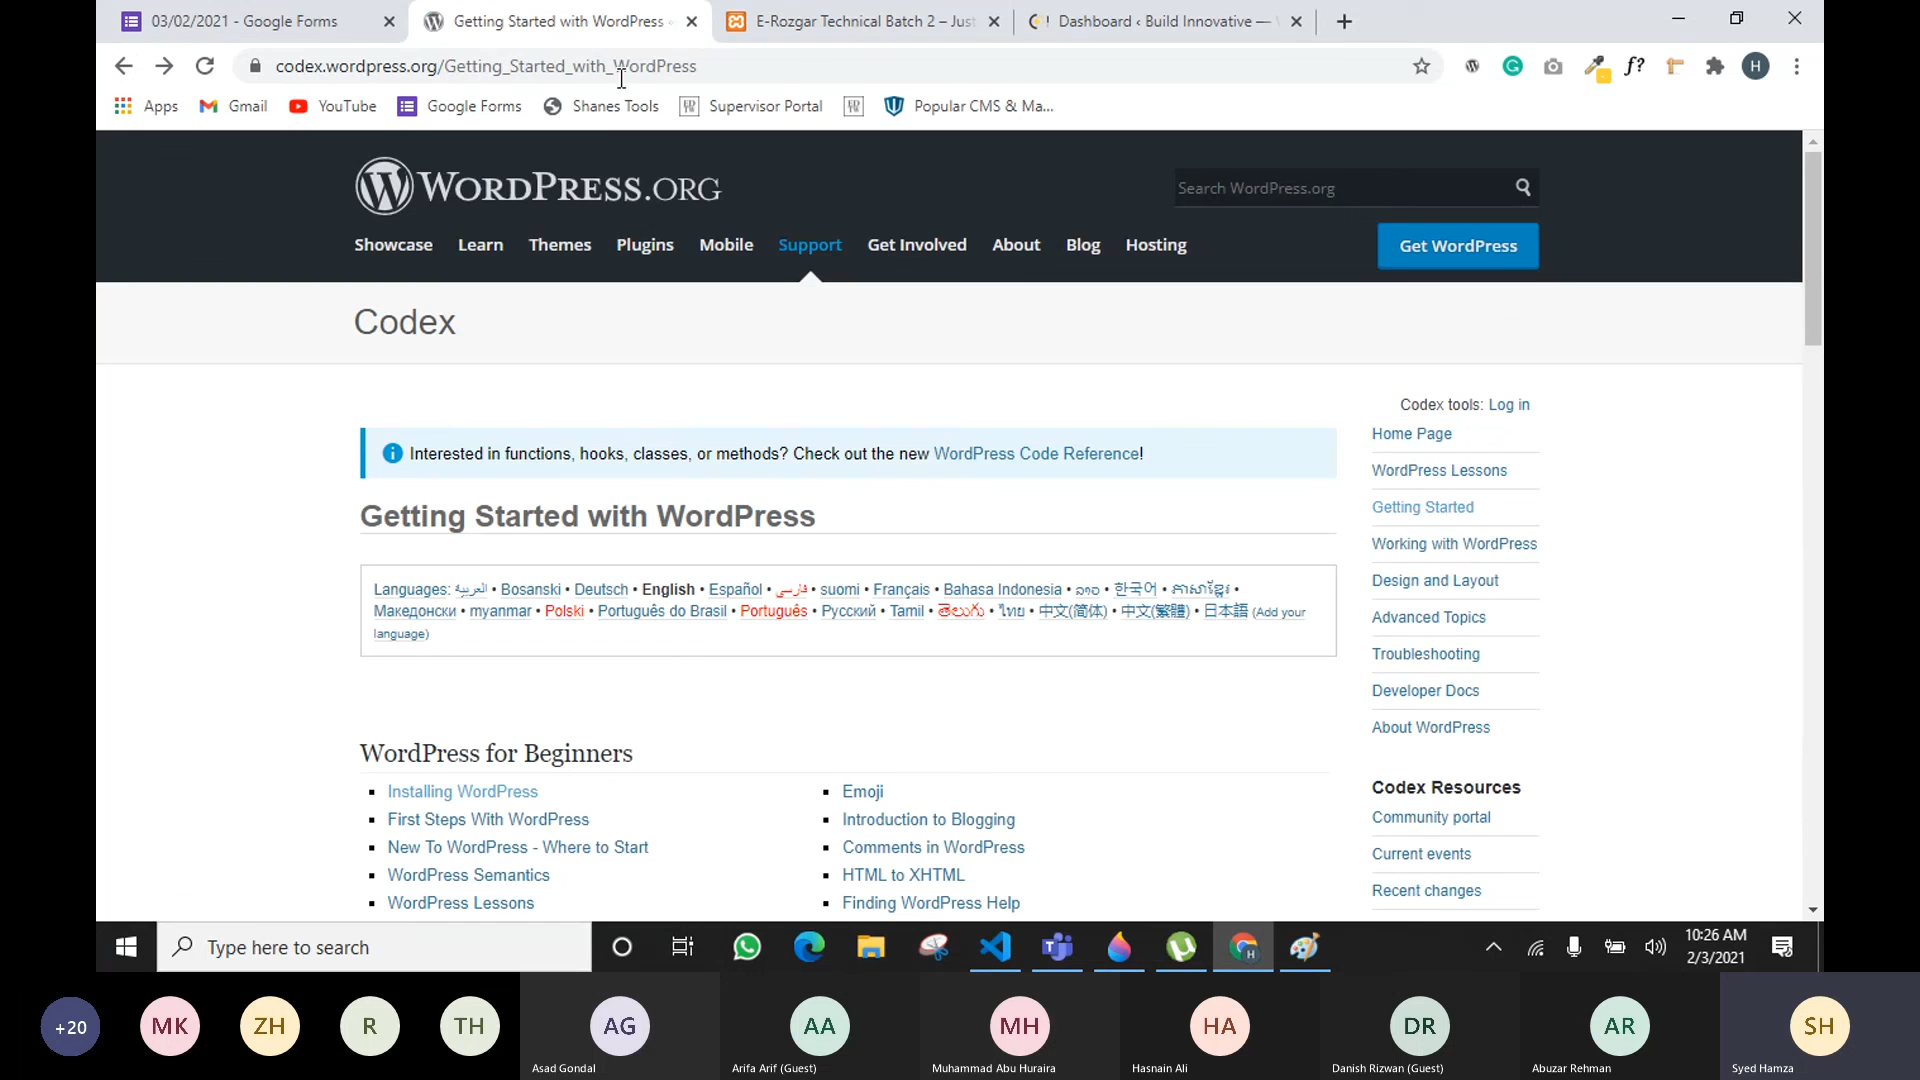 03/02/2021 - Google Forms
Getting Started with WordPress
E-Rozgar Technical Batch 2 – Just
Dashboard ‹ Build Innovative —
codex.wordpress.org/Getting_Started_with_WordPress
f?
H
Apps
Gmail
YouTube
Google Forms
Shanes Tools
Supervisor Portal
Popular CMS & Ma...
WORDPRESS.ORG
Search WordPress.org
Showcase Learn Themes Plugins Mobile Support Get Involved About Blog Hosting
Get WordPress
Codex
Codex tools: Log in
Home Page
WordPress Lessons
Getting Started
Working with WordPress
Design and Layout
Advanced Topics
Troubleshooting
Developer Docs
About WordPress
Codex Resources
Community portal
Current events
Recent changes
Interested in functions, hooks, classes, or methods? Check out the new WordPress Code Reference!
Getting Started with WordPress
Languages: العربية • Bosanski • Deutsch • English • Español • فارسی • suomi • Français • Bahasa Indonesia • ລາວ • 한국어 • ភាសាខ្មែរ •
Македонски • myanmar • Polski • Português do Brasil • Português • Русский • Tamil • తెలుగు • ไทย • 中文(简体) • 中文(繁體) • 日本語 (Add your
language)
WordPress for Beginners
Installing WordPress
First Steps With WordPress
New To WordPress - Where to Start
WordPress Semantics
WordPress Lessons
Emoji
Introduction to Blogging
Comments in WordPress
HTML to XHTML
Finding WordPress Help
Type here to search
10:26 AM
2/3/2021
+20
MK
ZH
R
TH
AG
Asad Gondal
AA
Arifa Arif (Guest)
MH
Muhammad Abu Huraira
HA
Hasnain Ali
DR
Danish Rizwan (Guest)
AR
Abuzar Rehman
SH
Syed Hamza